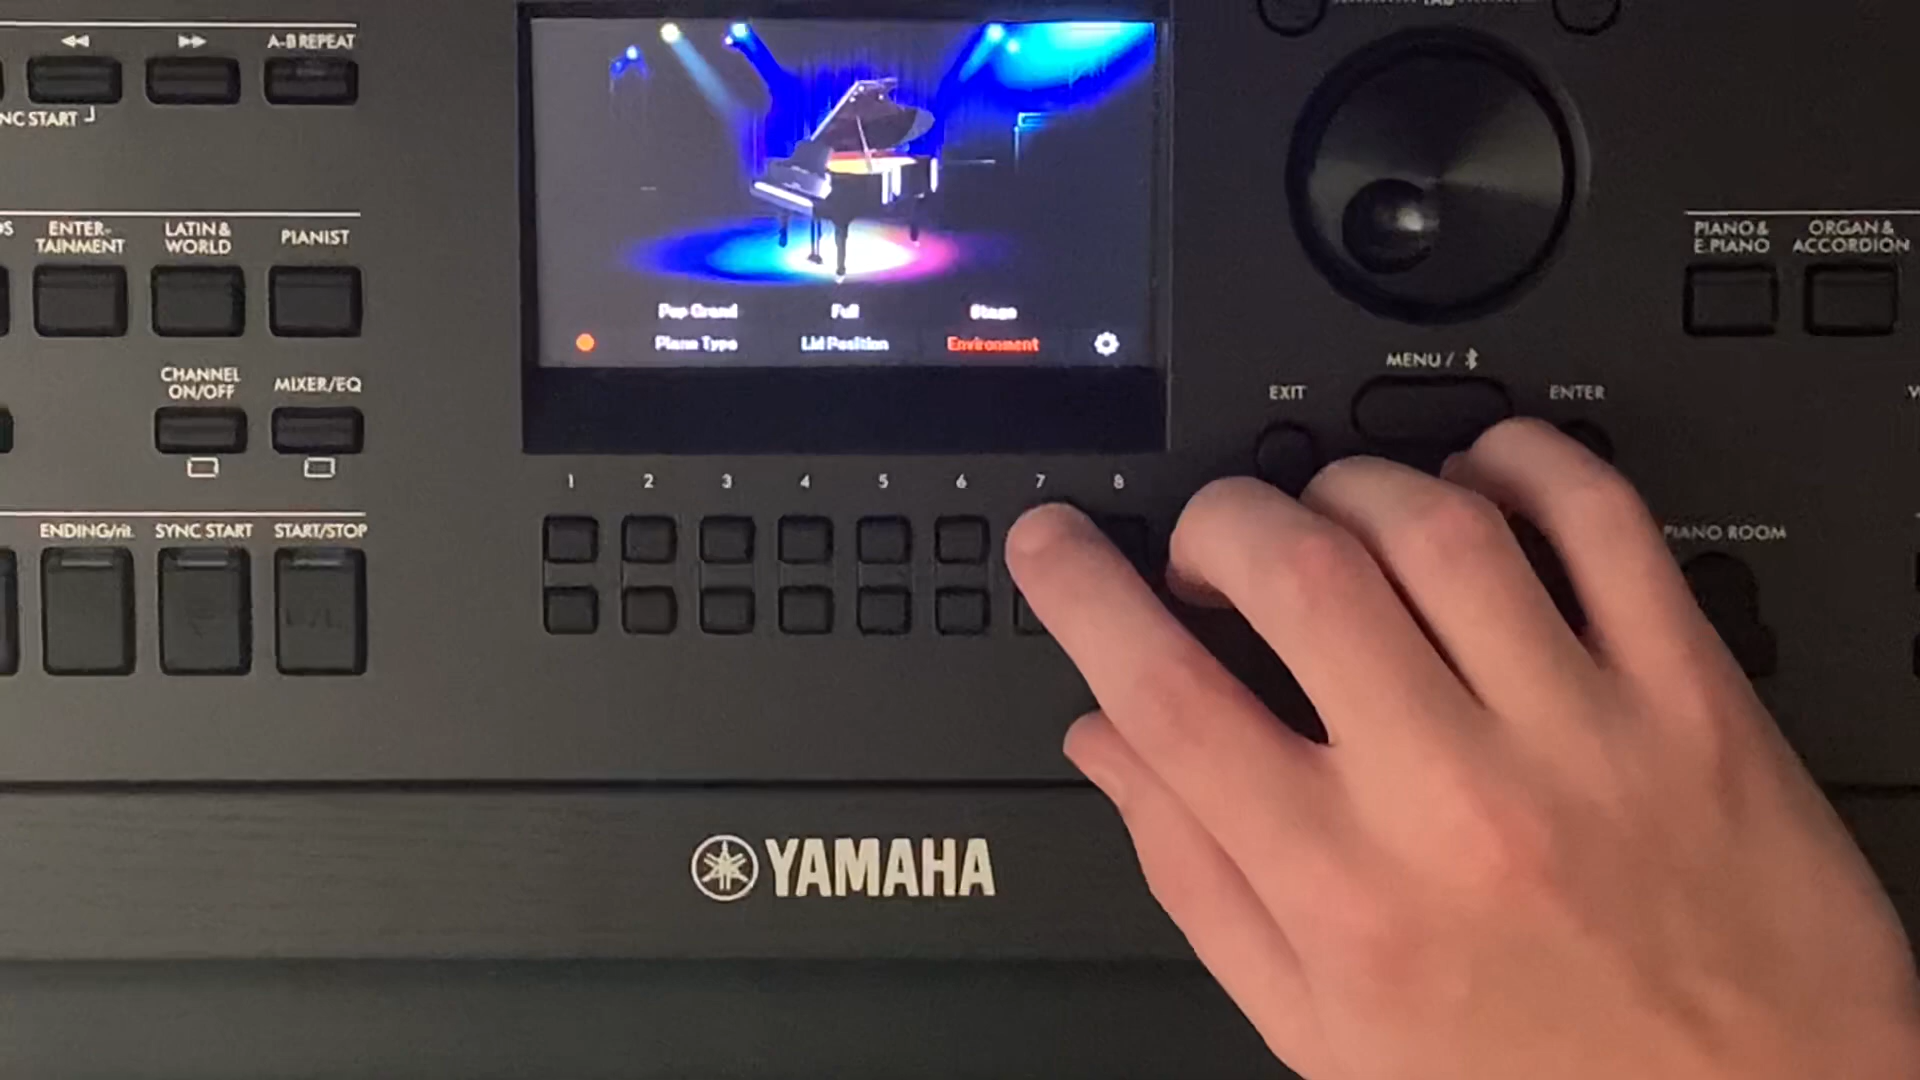 TAB
A-B REPEAT
NC START
ENTER-
TAINMENT
LATIN &
WORLD
PIANIST
PIANO &
E.PIANO
ORGAN &
ACCORDION
Pop Grand
Full
Stage
Piano Type
Lid Position
Environment
MENU /
EXIT
ENTER
CHANNEL
ON/OFF
MIXER/EQ
1 2 3 4 5 6 7 8
ENDING/rit.
SYNC START
START/STOP
PIANO ROOM
YAMAHA